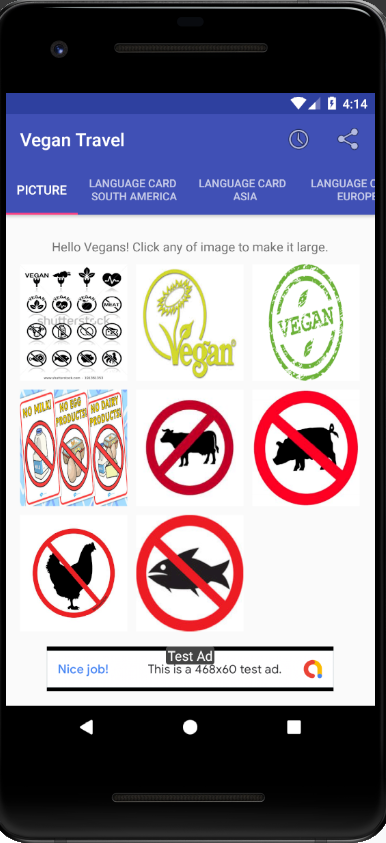 4:14
Vegan Travel
PICTURE
LANGUAGE CARD
SOUTH AMERICA
LANGUAGE CARD
ASIA
LANGUAGE C
EUROPE
Hello Vegans! Click any of image to make it large.
VEGAN
MEAT
shutterstock
Vegan®
VEGAN
NO MILK!
NO EGG
PRODUCTS!
NO DAIRY
PRODUCTS!
Test Ad
Nice job!
This is a 468x60 test ad.